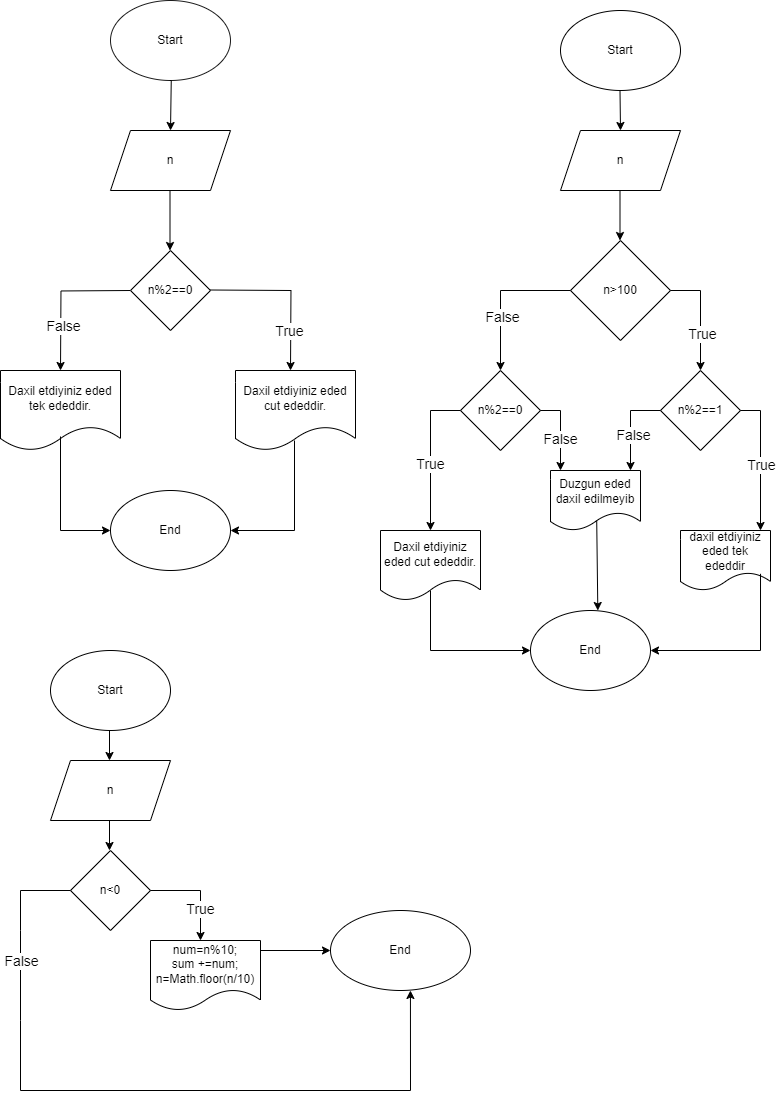 Start
n
n%2==0
False
True
Daxil etdiyiniz eded
tek ededdir.
Daxil etdiyiniz eded
cut ededdir.
End
Start
n
n>100
False
True
n%2==0
n%2==1
True
False
False
True
Duzgun eded
daxil edilmeyib
Daxil etdiyiniz
eded cut ededdir.
daxil etdiyiniz
eded tek
ededdir
End
Start
n
n<0
True
False
num=n%10;
sum +=num;
n=Math.floor(n/10)
End